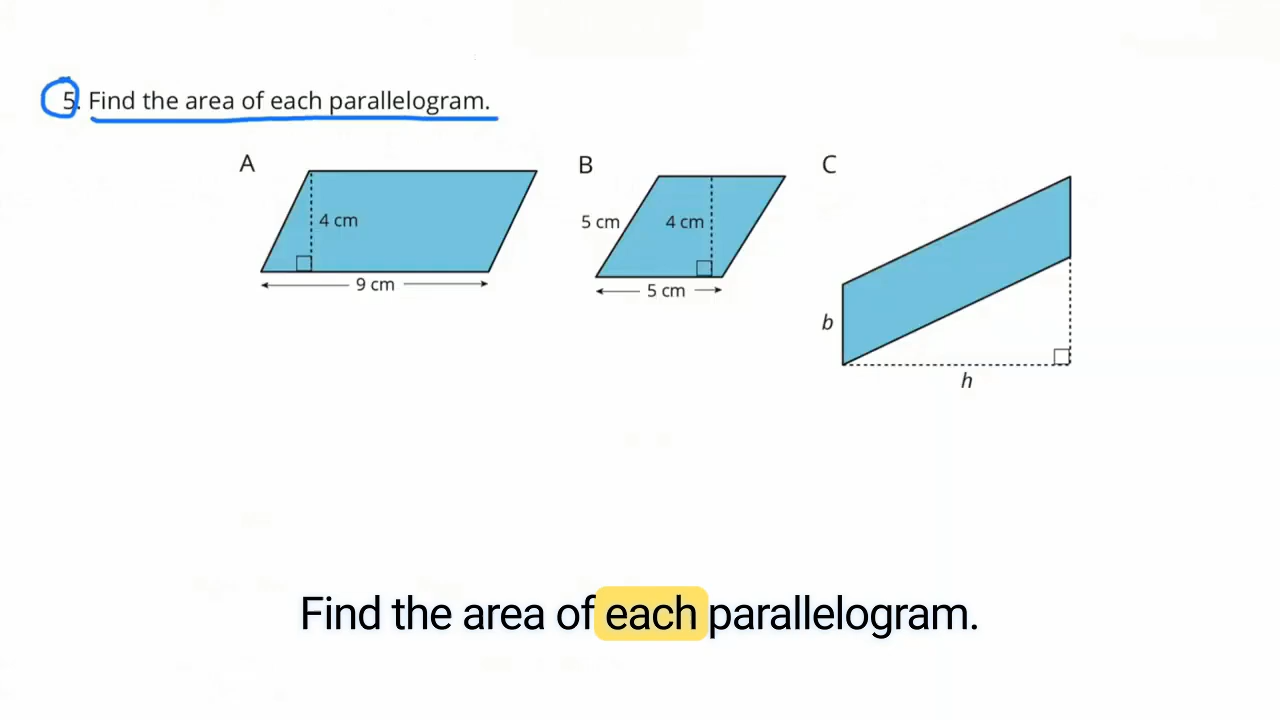 5. Find the area of each parallelogram.
A
B
C
4 cm
9 cm
5 cm
4 cm
5 cm
b
h
Find the area of each parallelogram.